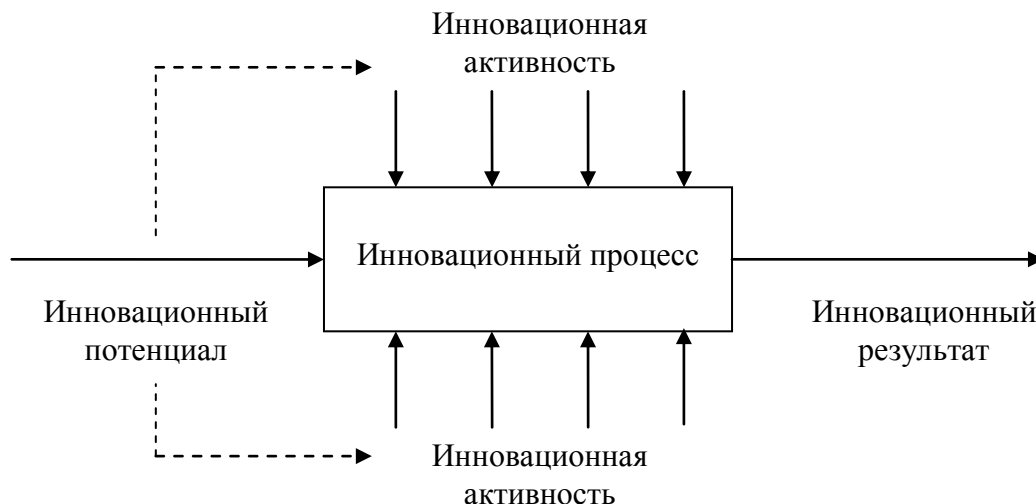 Инновационная
активность
Инновационный процесс
Инновационный
потенциал
Инновационный
результат
Инновационная
активность